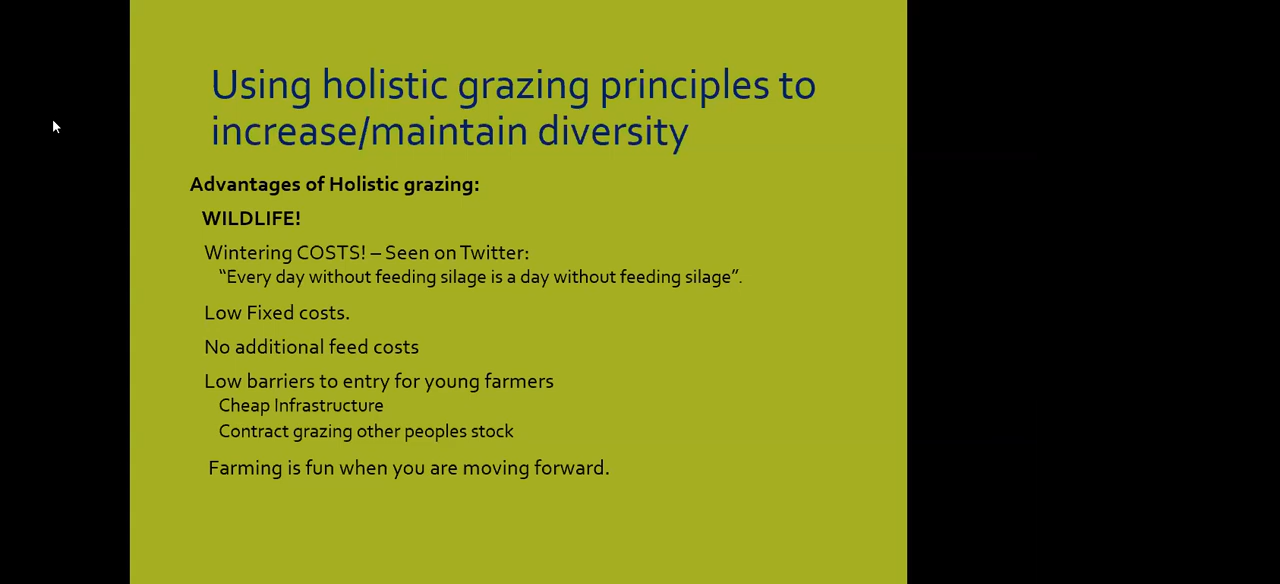 Using holistic grazing principles to
increase/maintain diversity
Advantages of Holistic grazing:
WILDLIFE!
Wintering COSTS! – Seen on Twitter:
“Every day without feeding silage is a day without feeding silage”.
Low Fixed costs.
No additional feed costs
Low barriers to entry for young farmers
Cheap Infrastructure
Contract grazing other peoples stock
Farming is fun when you are moving forward.